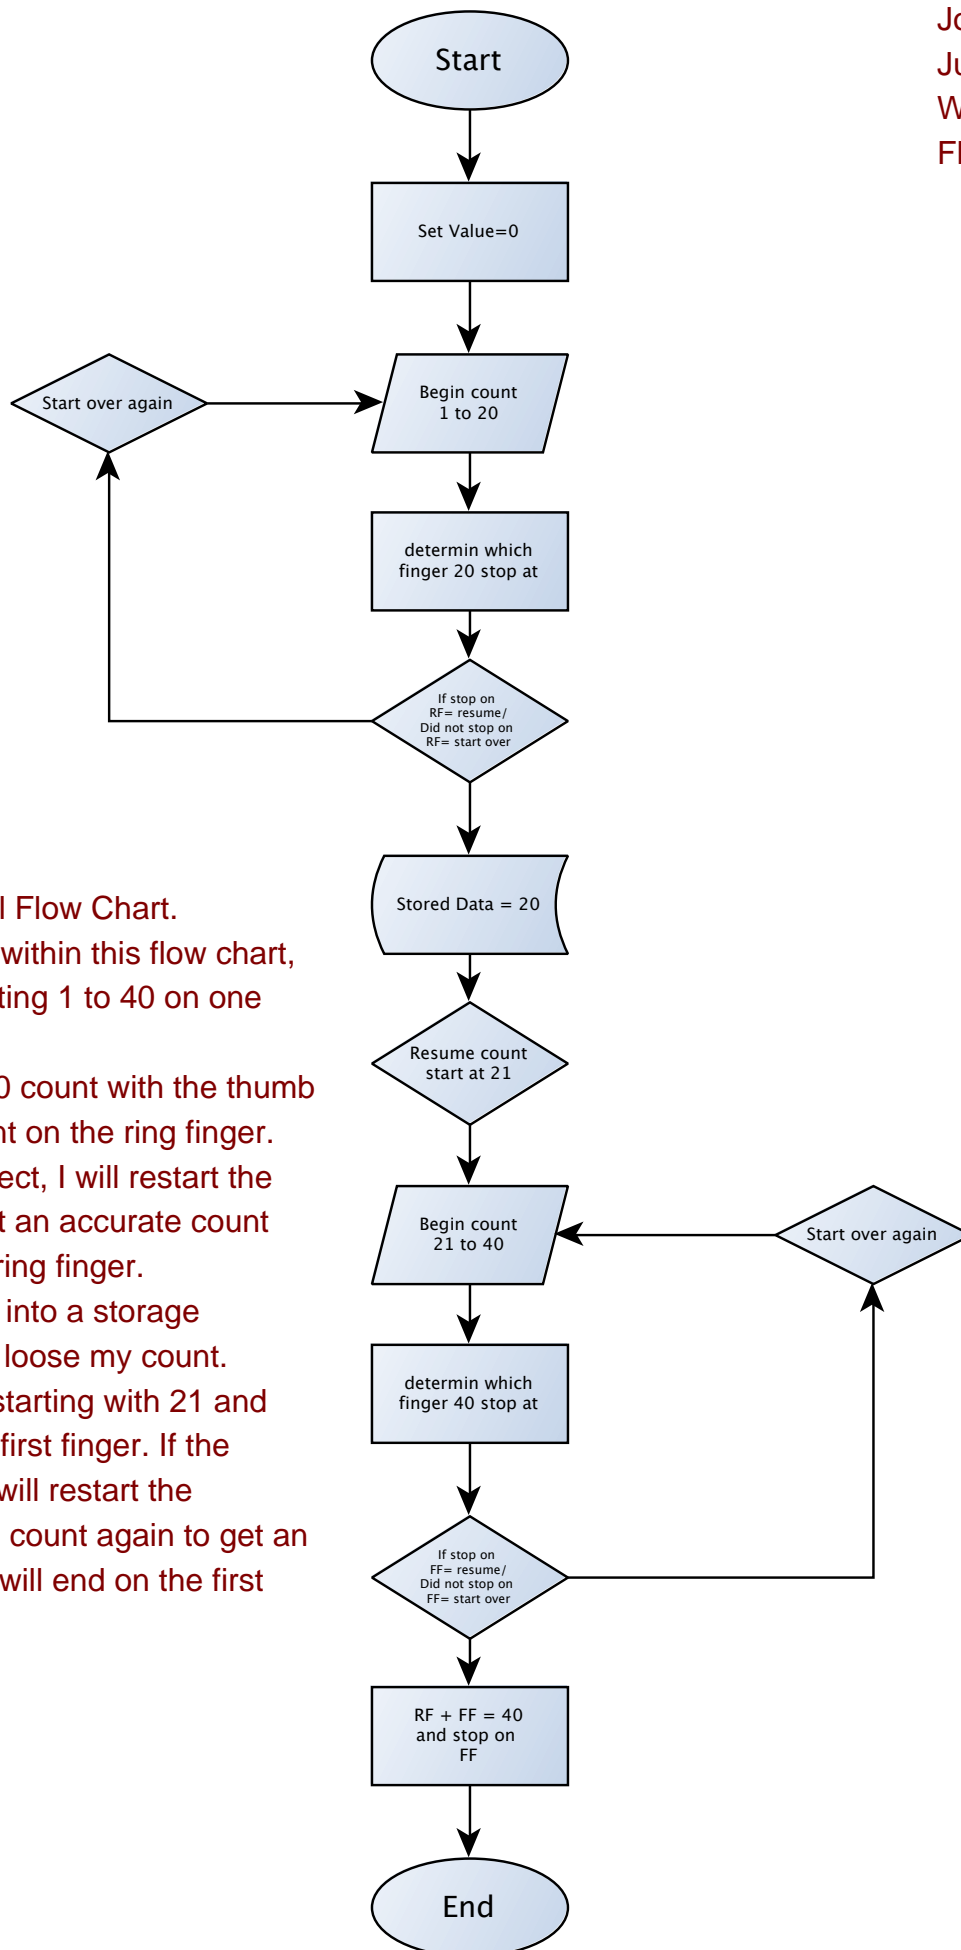 Start
Set Value=0
Start over again
Begin count
1 to 20
determin which
finger 20 stop at
If stop on
RF= resume/
Did not stop on
RF= start over
Stored Data = 20
Flow Chart.
within this flow chart,
1 to 40 on one
count with the thumb
on the ring finger.
I will restart the
an accurate count
ring finger.
into a storage
loose my count.
starting with 21 and
first finger. If the
will restart the
count again to get an
will end on the first
Resume count
start at 21
Begin count
21 to 40
Start over again
determin which
finger 40 stop at
If stop on
FF= resume/
Did not stop on
FF= start over
RF + FF = 40
and stop on
FF
End